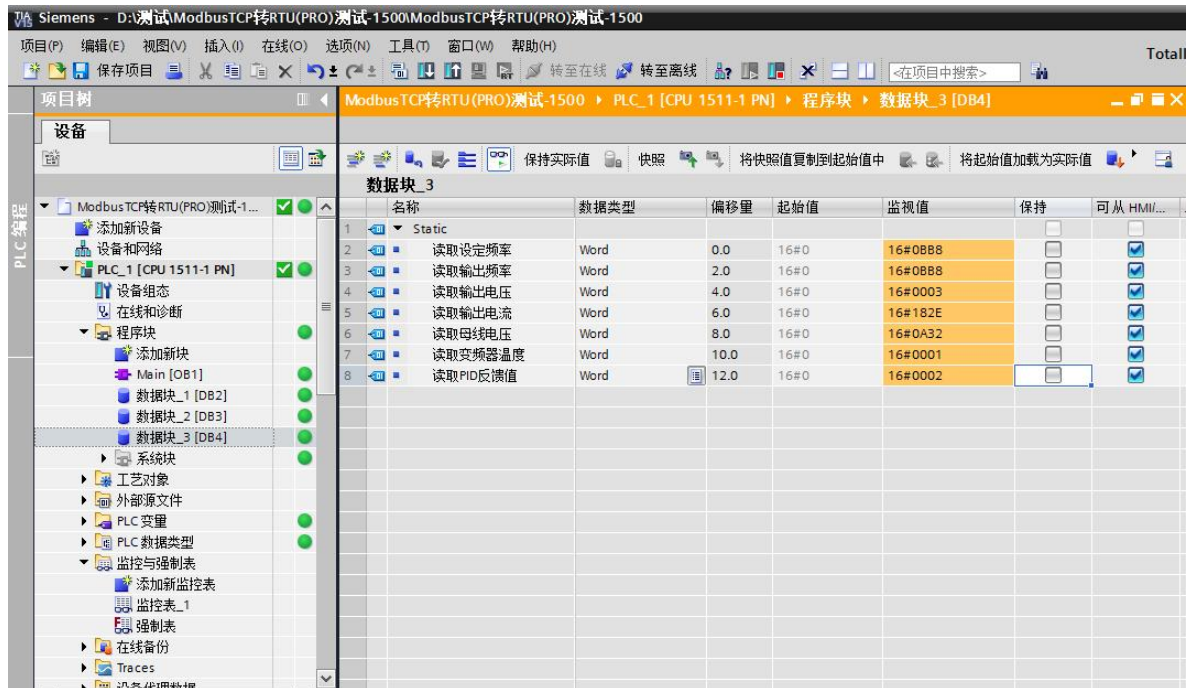 Siemens - D:\测试\ModbusTCP转RTU(PRO)测试-1500\ModbusTCP转RTU(PRO)测试-1500
项目(P) 编辑(E) 视图(V) 插入(I) 在线(O) 选项(N) 工具(T) 窗口(W) 帮助(H)
Totall
保存项目 转至在线 转至离线 <在项目中搜索>
项目树
ModbusTCP转RTU(PRO)测试-1500 PLC_1 [CPU 1511-1 PN] 程序块 数据块_3 [DB4]
设备
保持实际值 快照 将快照值复制到起始值中 将起始值加载为实际值
数据块_3
PLC 编程
ModbusTCP转RTU(PRO)测试-1...
添加新设备
设备和网络
PLC_1 [CPU 1511-1 PN]
设备组态
在线和诊断
程序块
添加新块
Main [OB1]
数据块_1 [DB2]
数据块_2 [DB3]
数据块_3 [DB4]
系统块
工艺对象
外部源文件
PLC 变量
PLC 数据类型
监控与强制表
添加新监控表
监控表_1
强制表
在线备份
Traces
设备代理数据
名称 数据类型 偏移量 起始值 监视值 保持 可从 HMI/...
1 Static
2 读取设定频率 Word 0.0 16#0 16#0BB8
3 读取输出频率 Word 2.0 16#0 16#0BB8
4 读取输出电压 Word 4.0 16#0 16#0003
5 读取输出电流 Word 6.0 16#0 16#182E
6 读取母线电压 Word 8.0 16#0 16#0A32
7 读取变频器温度 Word 10.0 16#0 16#0001
8 读取PID反馈值 Word 12.0 16#0 16#0002